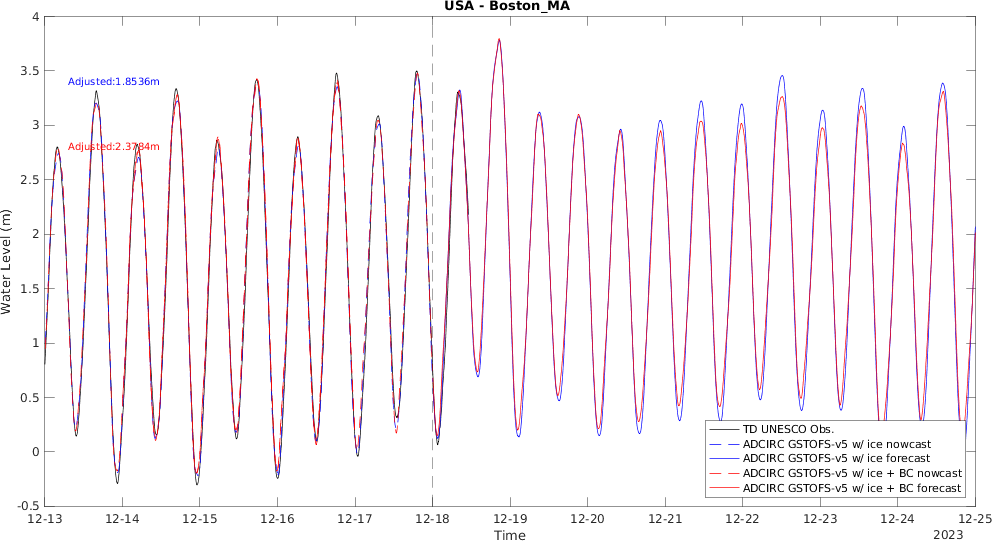 USA - Boston_MA
4
3.5
3
2.5
2
1.5
1
0.5
0
-0.5
Water Level (m)
Adjusted:1.8536m
Adjusted:2.3784m
TD UNESCO Obs.
ADCIRC GSTOFS-v5 w/ ice nowcast
ADCIRC GSTOFS-v5 w/ ice forecast
ADCIRC GSTOFS-v5 w/ ice + BC nowcast
ADCIRC GSTOFS-v5 w/ ice + BC forecast
12-13 12-14 12-15 12-16 12-17 12-18 12-19 12-20 12-21 12-22 12-23 12-24 12-25
Time
2023